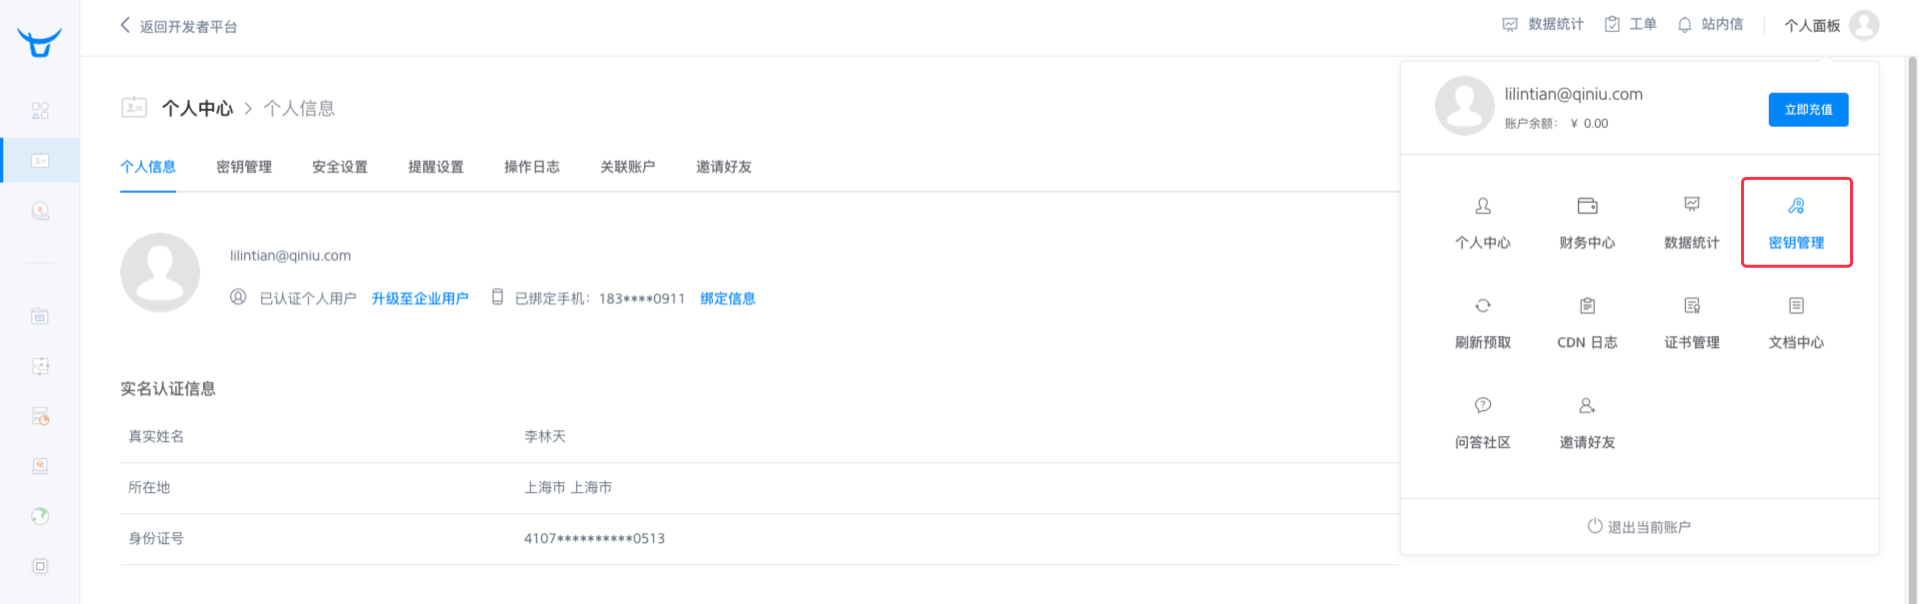 返回开发者平台
数据统计 工单 站内信 个人面板
个人中心 > 个人信息
个人信息 密钥管理 安全设置 提醒设置 操作日志 关联账户 邀请好友
lilintian@qiniu.com
已认证个人用户 升级至企业用户 已绑定手机：183****0911 绑定信息
实名认证信息
真实姓名 李林天
所在地 上海市 上海市
身份证号 4107**********0513
lilintian@qiniu.com
账户余额： ¥ 0.00
立即充值
个人中心 财务中心 数据统计 密钥管理
刷新预取 CDN 日志 证书管理 文档中心
问答社区 邀请好友
退出当前账户